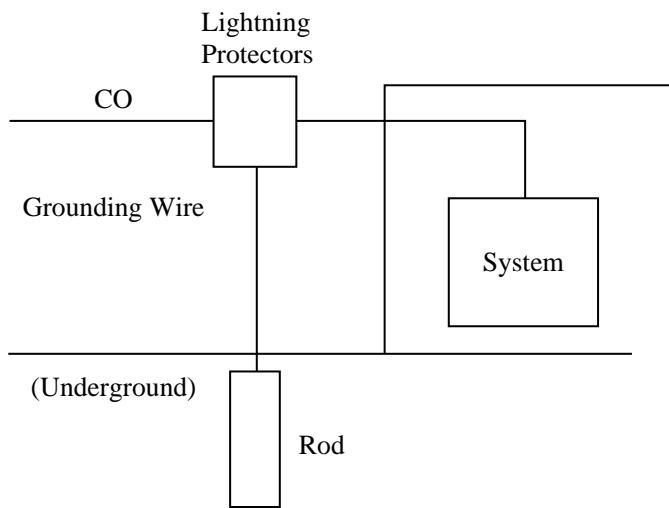 Lightning
Protectors
CO
Grounding Wire
System
(Underground)
Rod